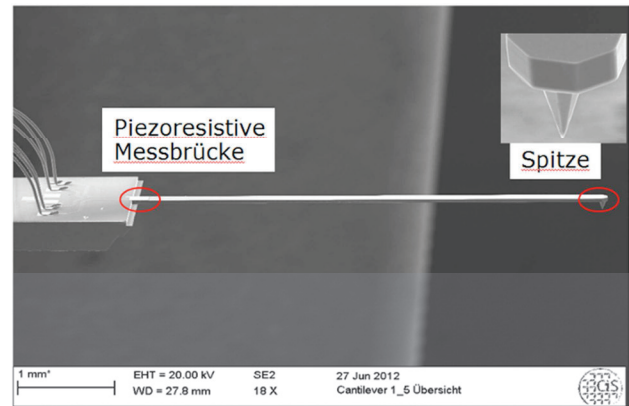 Piezoresistive
Messbrücke
Spitze
1 mm*
EHT = 20.00 kV
SE2
27 Jun 2012
WD = 27.8 mm
18 X
Cantilever 1_5 Übersicht
CiS